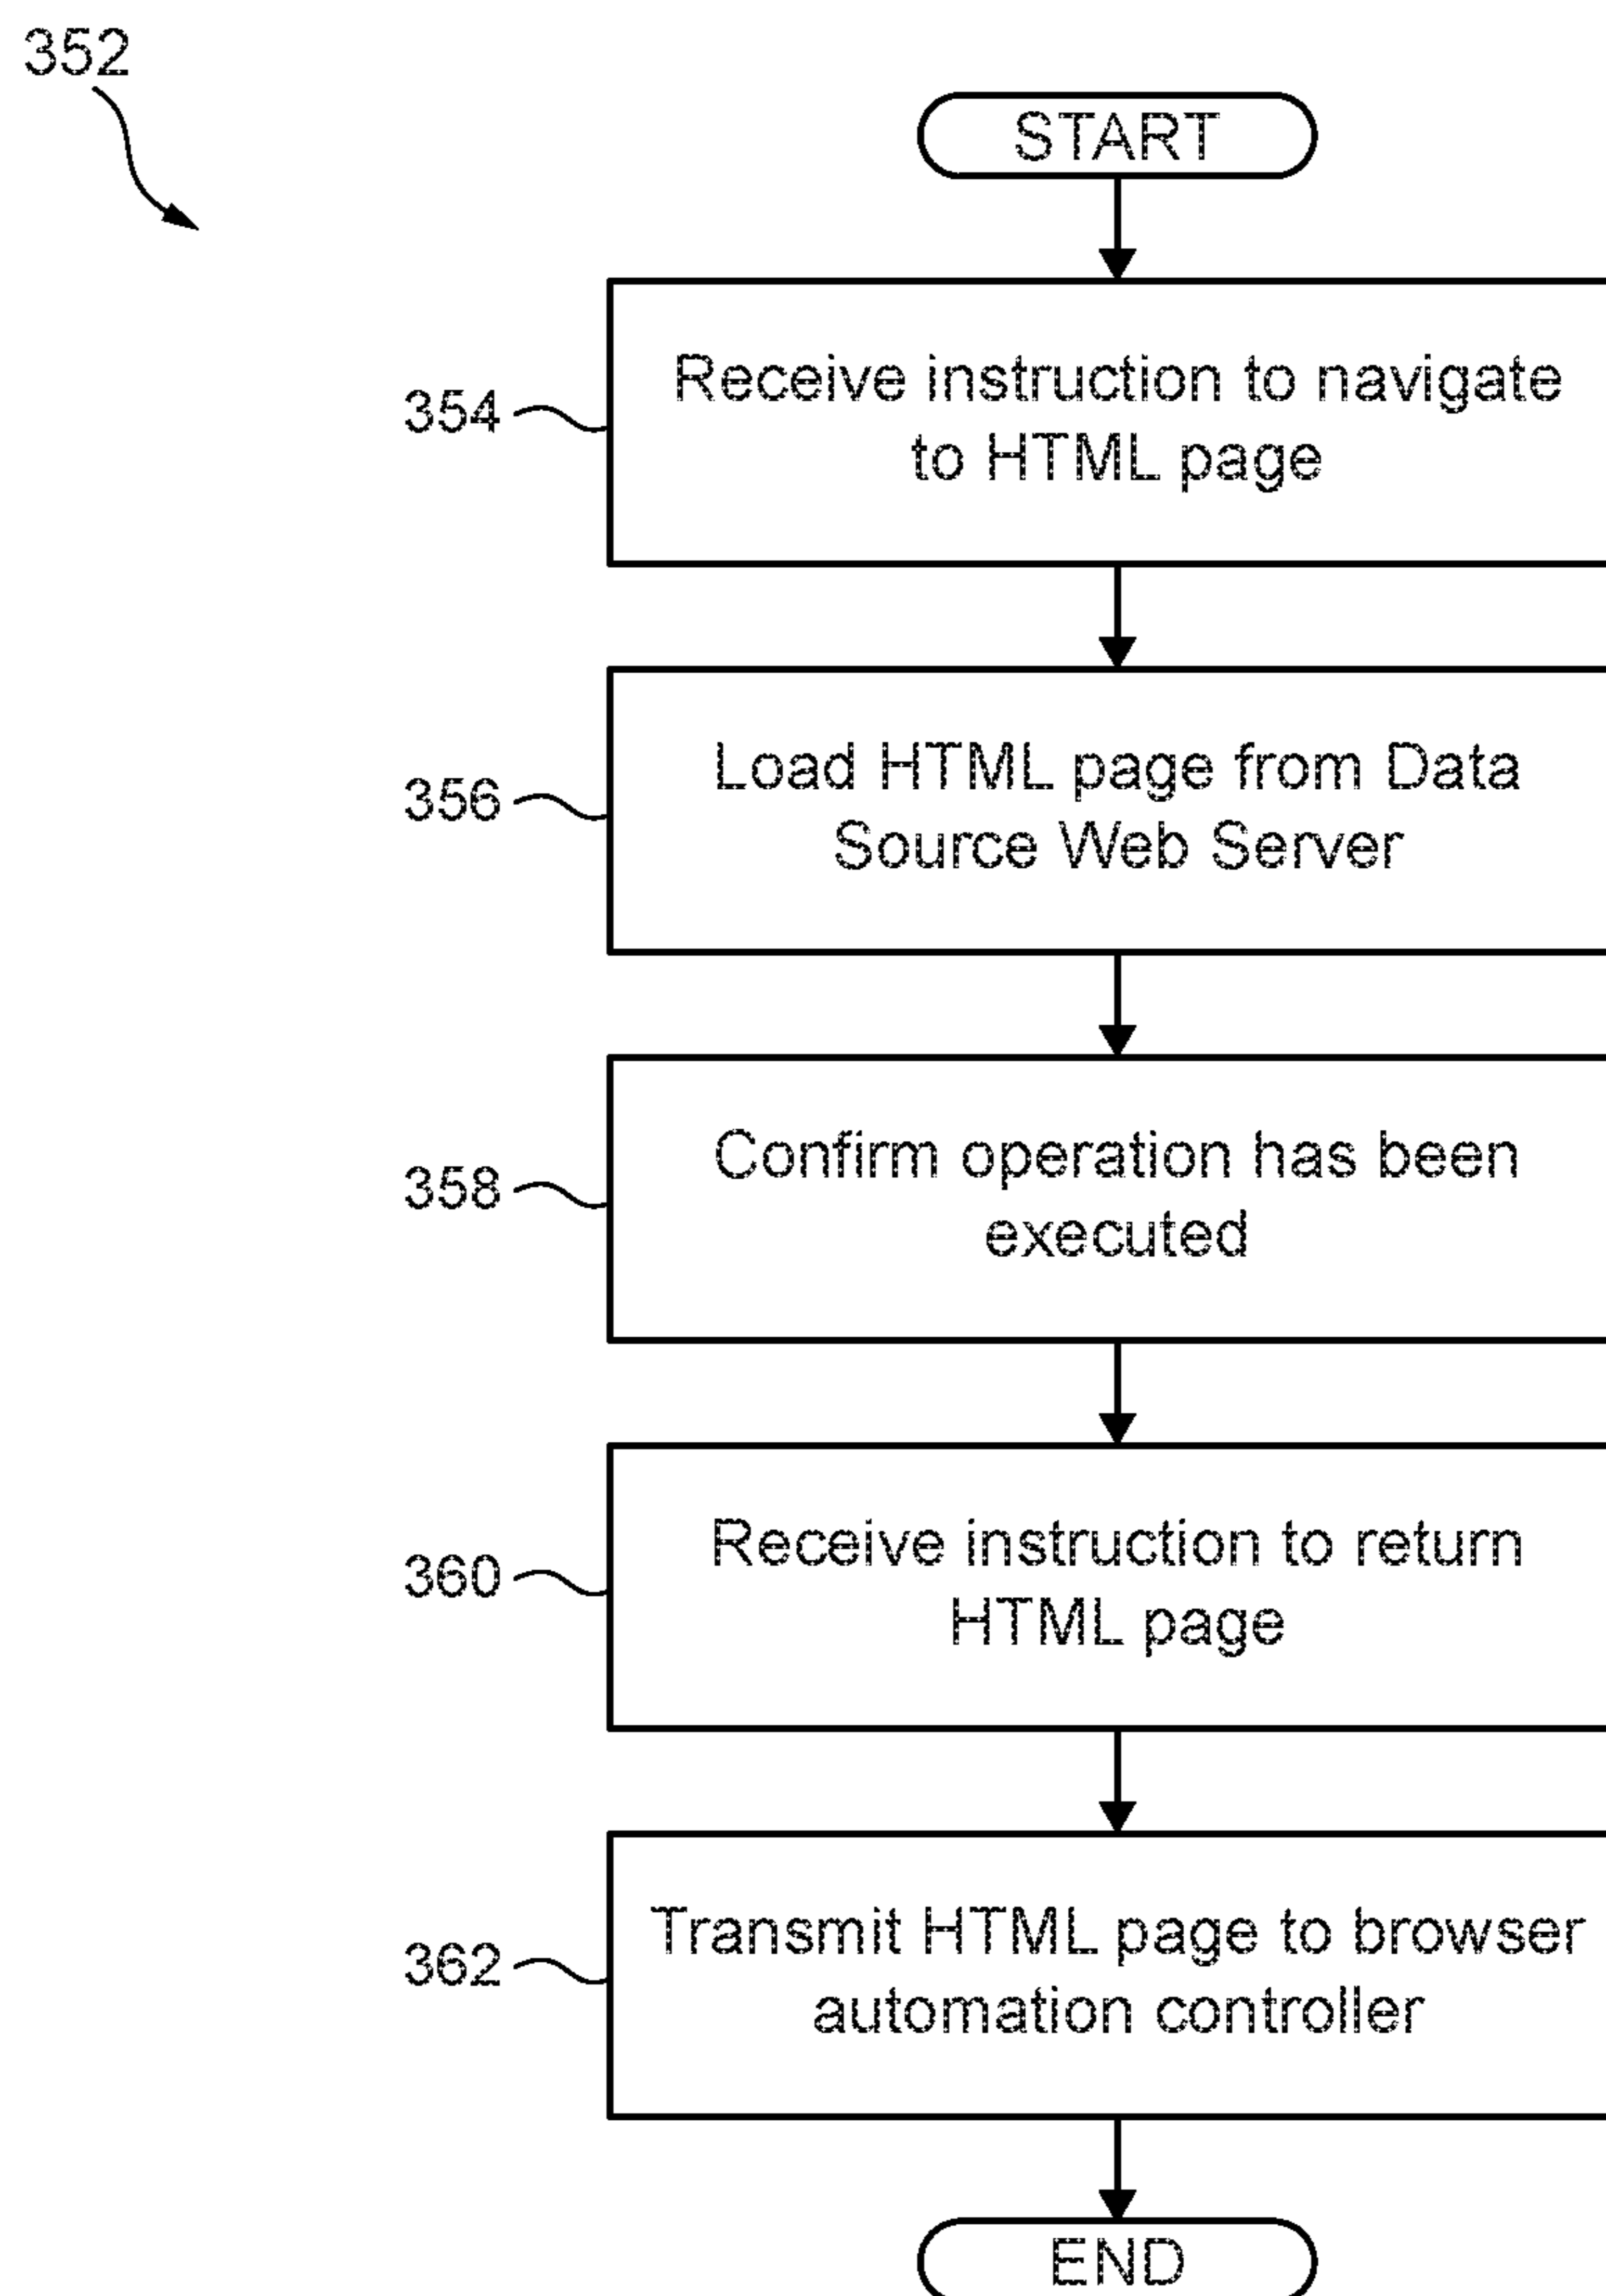 352
START
354
Receive instruction to navigate
to HTML page
356
Load HTML page from Data
Source Web Server
358
Confirm operation has been
executed
360
Receive instruction to return
HTML page
362
Transmit HTML page to browser
automation controller
END